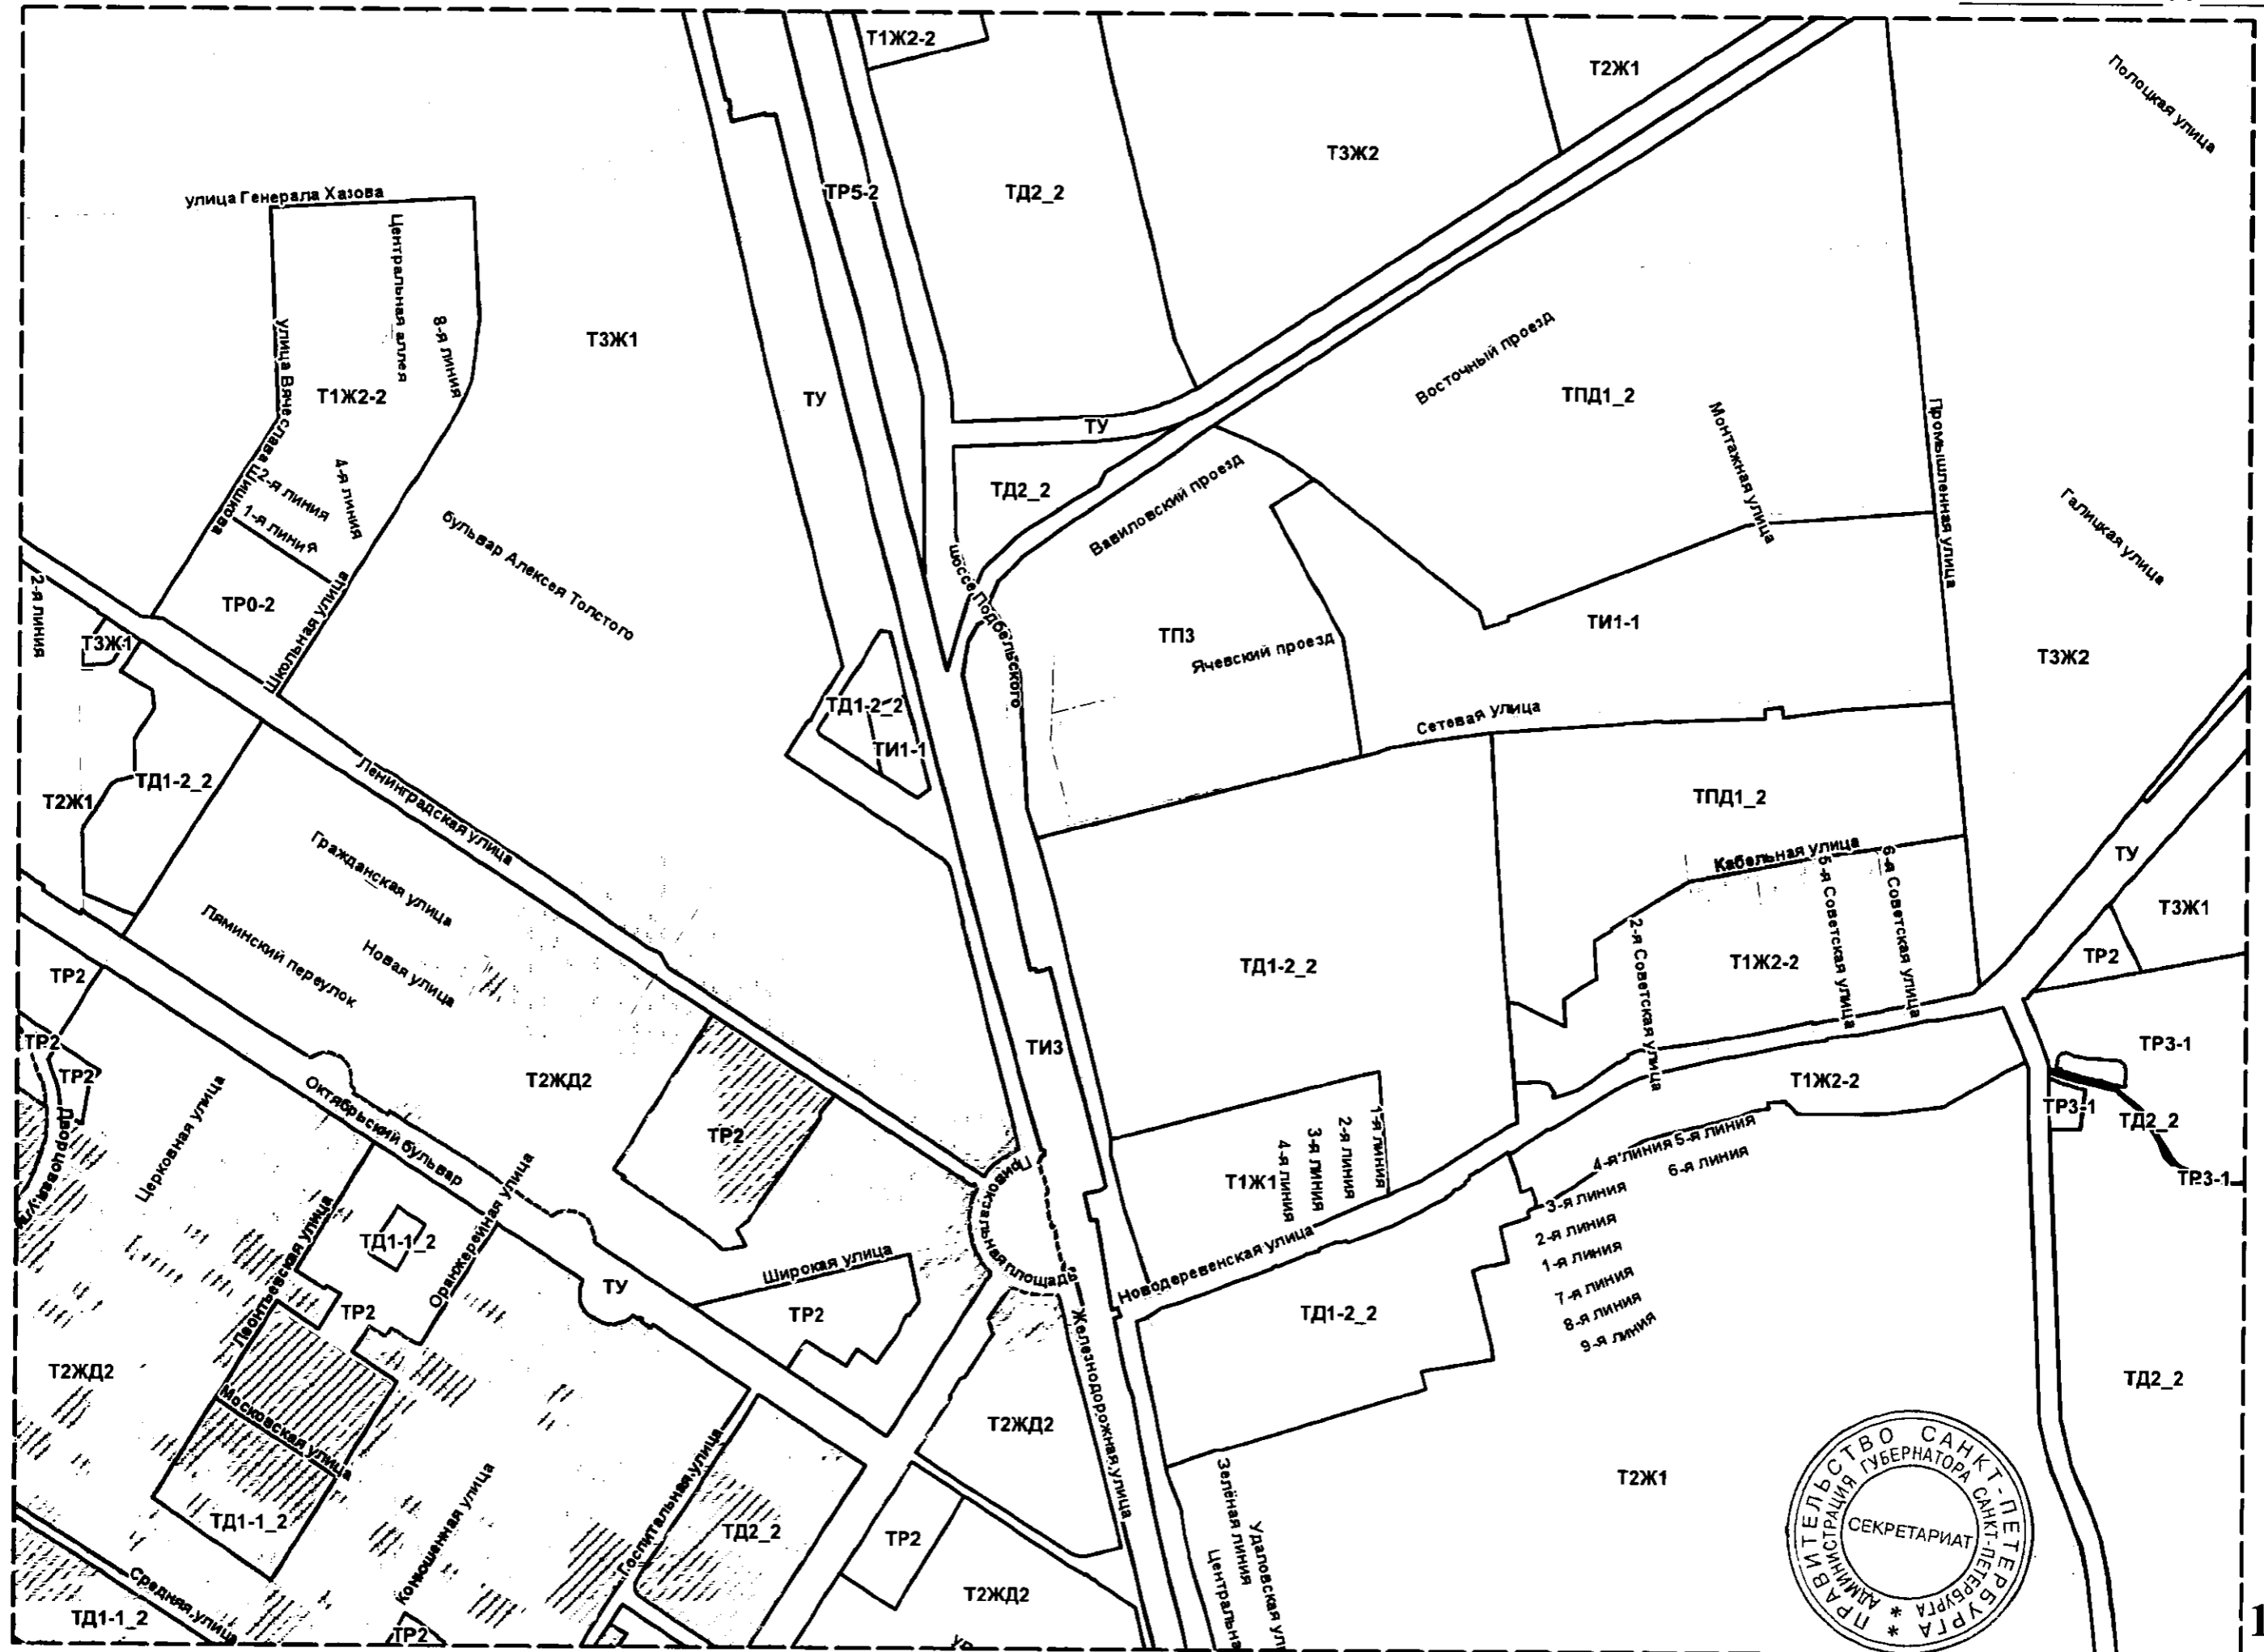 Т1Ж2-2
Т2Ж1
Полоцкая улица
Т3Ж2
ТР5-2
ТД2_2
улица Генерала Хазова
Центральная аллея
8-я линия
Т3Ж1
улица Вячеслава Шишкова
Т1Ж2-2
ТУ
ТУ
Восточный проезд
ТПД1_2
Монтажная улица
Промышленная улица
4-я линия
2-я линия
1-я линия
ТД2_2
Вавиловский проезд
Галицкая улица
бульвар Алексея Толстого
шоссе Подбельского
2-я линия
ТР0-2
Школьная улица
Т3Ж1
ТП3
Ячевский проезд
ТИ1-1
Т3Ж2
ТД1-2_2
ТИ1-1
Сетевая улица
ТД1-2_2
Т2Ж1
Ленинградская улица
ТПД1_2
Гражданская улица
Кабельная улица
5-я Советская улица
6-я Советская улица
ТУ
Ляминский переулок
Новая улица
2-я Советская улица
Т3Ж1
ТР2
ТД1-2_2
Т1Ж2-2
ТР2
ТР2
ТР2
ТИ3
ТР3-1
Т2ЖД2
Октябрьский бульвар
Т1Ж2-2
ТР3-1
ТД2_2
ТР3-1
Церковная улица
ТР2
1-я линия
2-я линия
3-я линия
4-я линия
Т1Ж1
4-я линия
5-я линия
6-я линия
3-я линия
2-я линия
1-я линия
7-я линия
8-я линия
9-я линия
Привокзальная площадь
Леонтьевская улица
ТД1-1_2
Оранжерейная улица
Широкая улица
Новодеревенская улица
ТУ
ТР2
ТР2
ТД1-2_2
Железнодорожная улица
Т2ЖД2
ТД2_2
Московская улица
Т2ЖД2
Т2Ж1
Госпитальная улица
Конюшенная улица
ТД1-1_2
ТД2_2
ТР2
Зелёная линия
Средняя улица
Т2ЖД2
ТД1-1_2
ТР2
ПРАВИТЕЛЬСТВО САНКТ-ПЕТЕРБУРГА *
АДМИНИСТРАЦИЯ ГУБЕРНАТОРА САНКТ-ПЕТЕРБУРГА *
СЕКРЕТАРИАТ
1